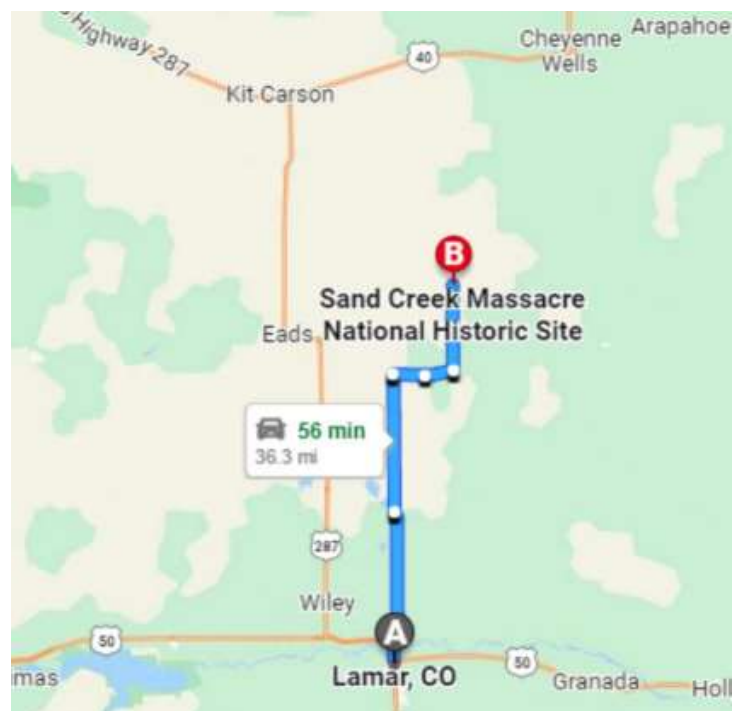 Highway 287
40
Cheyenne
Wells
Arapahoe
Kit Carson
B
Sand Creek Massacre
National Historic Site
Eads
56 min
36.3 mi
287
Wiley
A
50
50
Lamar, CO
Granada